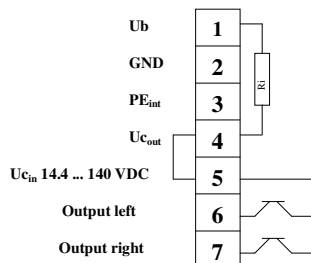 Ub 1
GND 2
PEint 3
Ucout 4
Ucin 14.4 ... 140 VDC 5
Output left 6
Output right 7
Ri